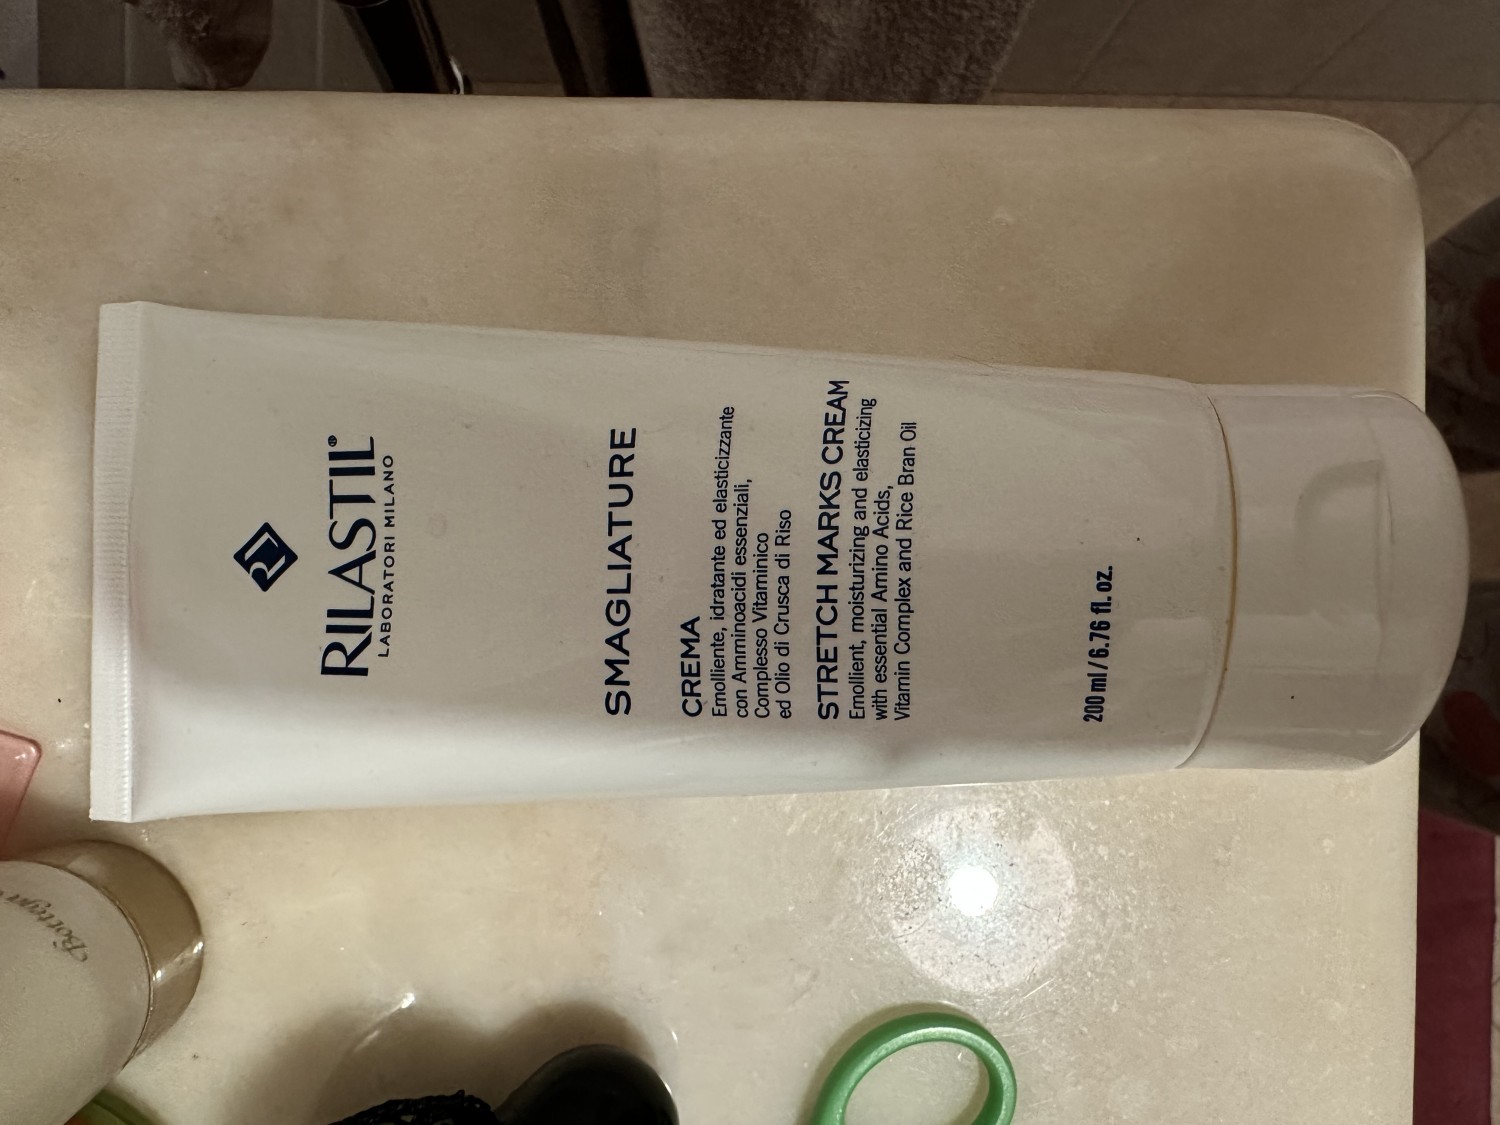 RILASTIL®
LABORATORI MILANO
SMAGLIATURE
CREMA
Emolliente, idratante ed elasticizzante
con Amminoacidi essenziali,
Complesso Vitaminico
ed Olio di Crusca di Riso
STRETCH MARKS CREAM
Emollient, moisturizing and elasticizing
with essential Amino Acids,
Vitamin Complex and Rice Bran Oil
200 ml / 6.76 fl. oz.
Bottega